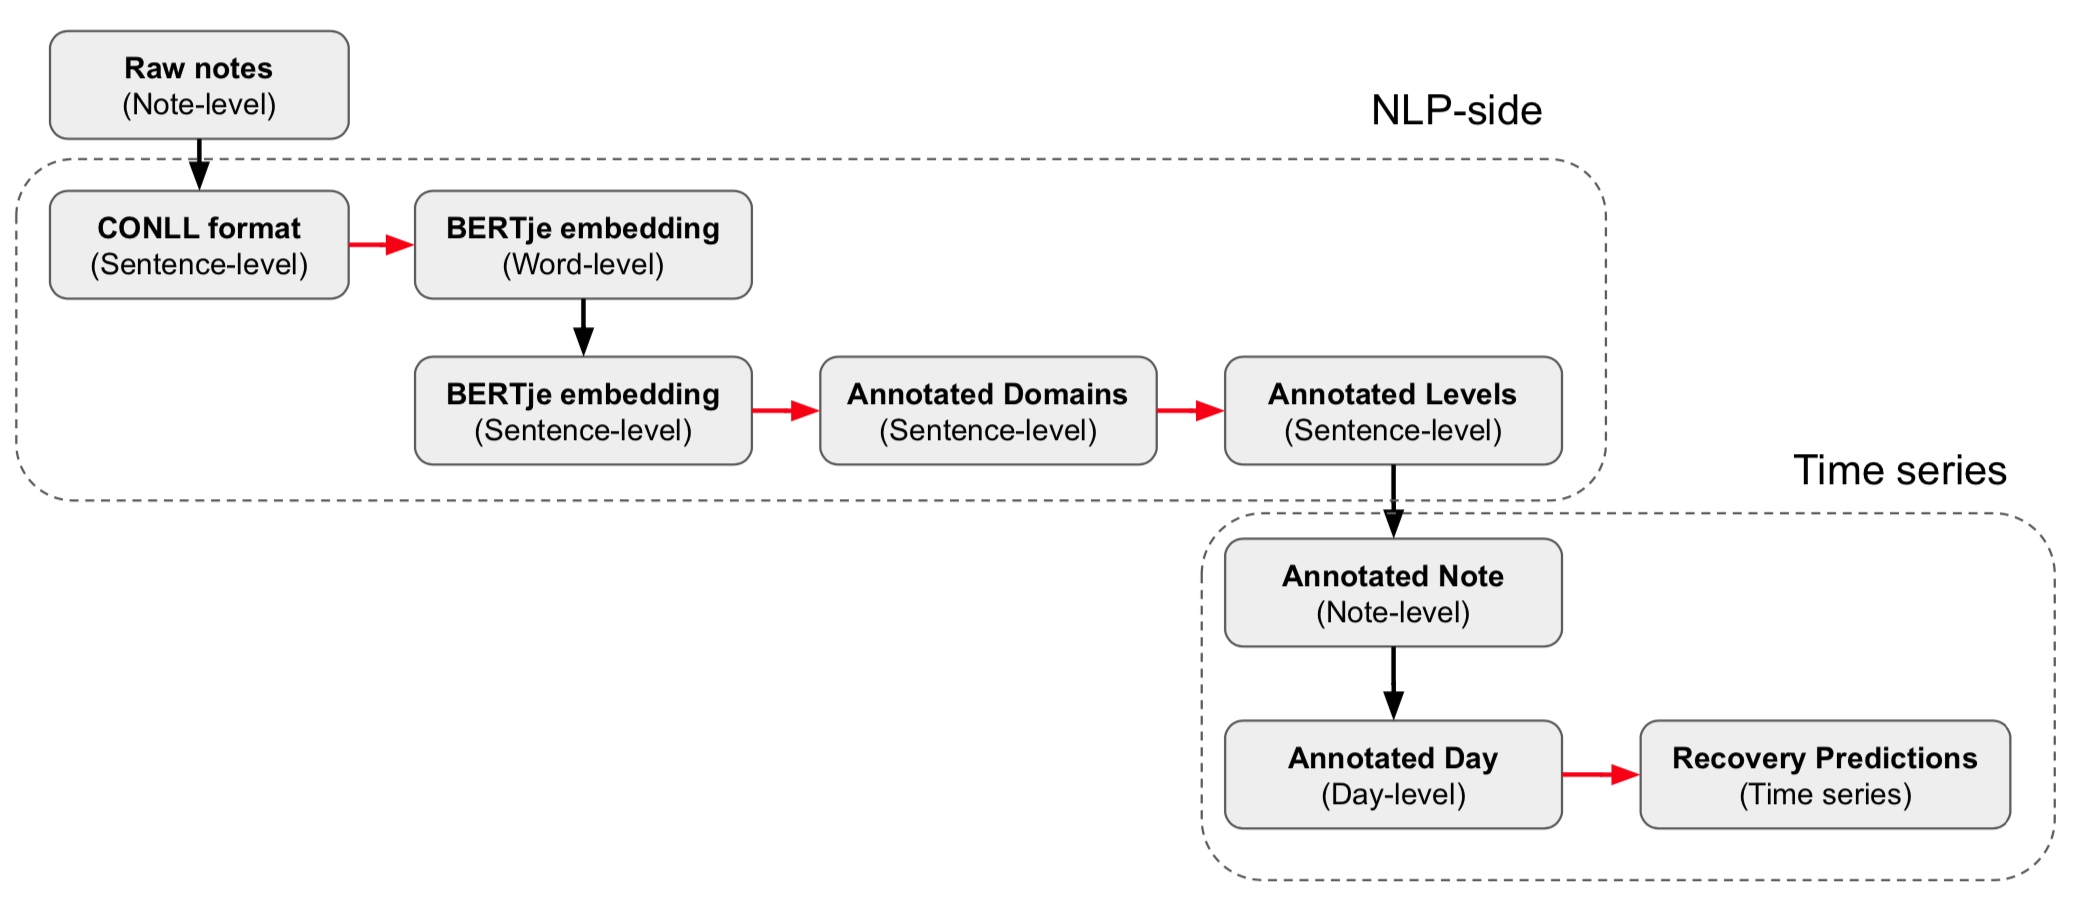 Raw notes
(Note-level)
NLP-side
CONLL format
(Sentence-level)
BERTje embedding
(Word-level)
BERTje embedding
(Sentence-level)
Annotated Domains
(Sentence-level)
Annotated Levels
(Sentence-level)
Time series
Annotated Note
(Note-level)
Annotated Day
(Day-level)
Recovery Predictions
(Time series)